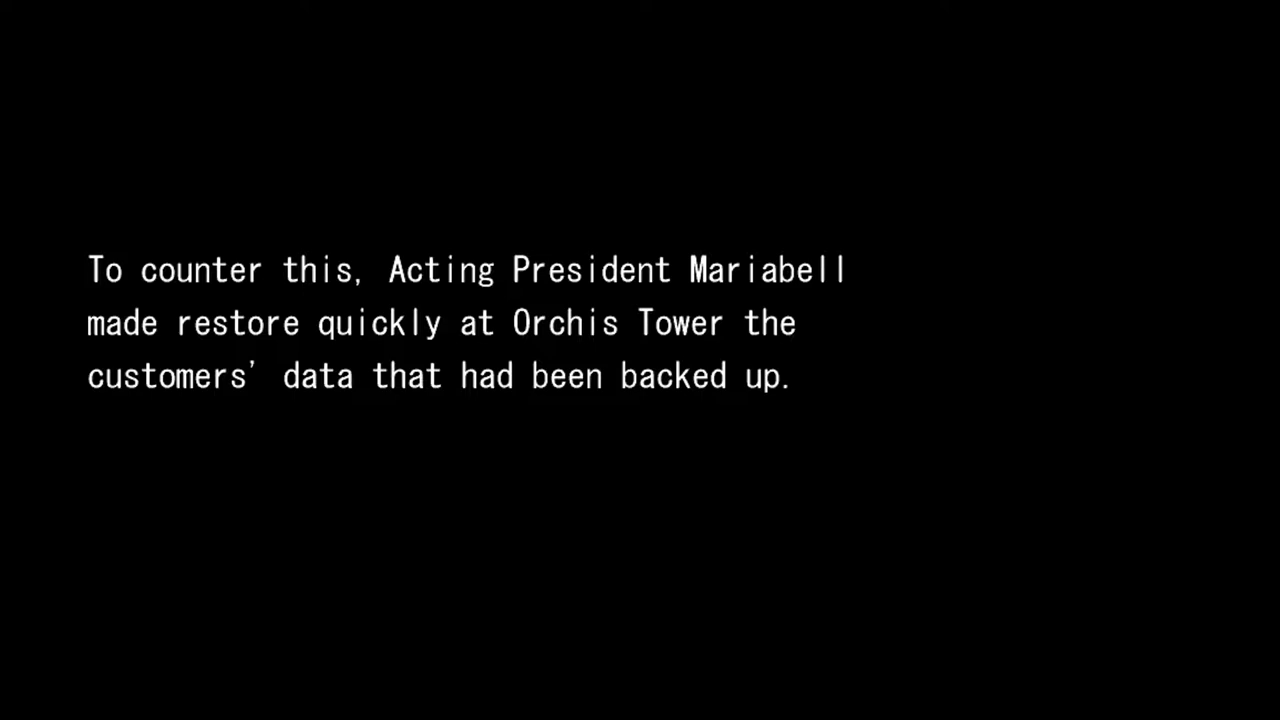 To counter this, Acting President Mariabell
made restore quickly at Orchis Tower the
customers' data that had been backed up.